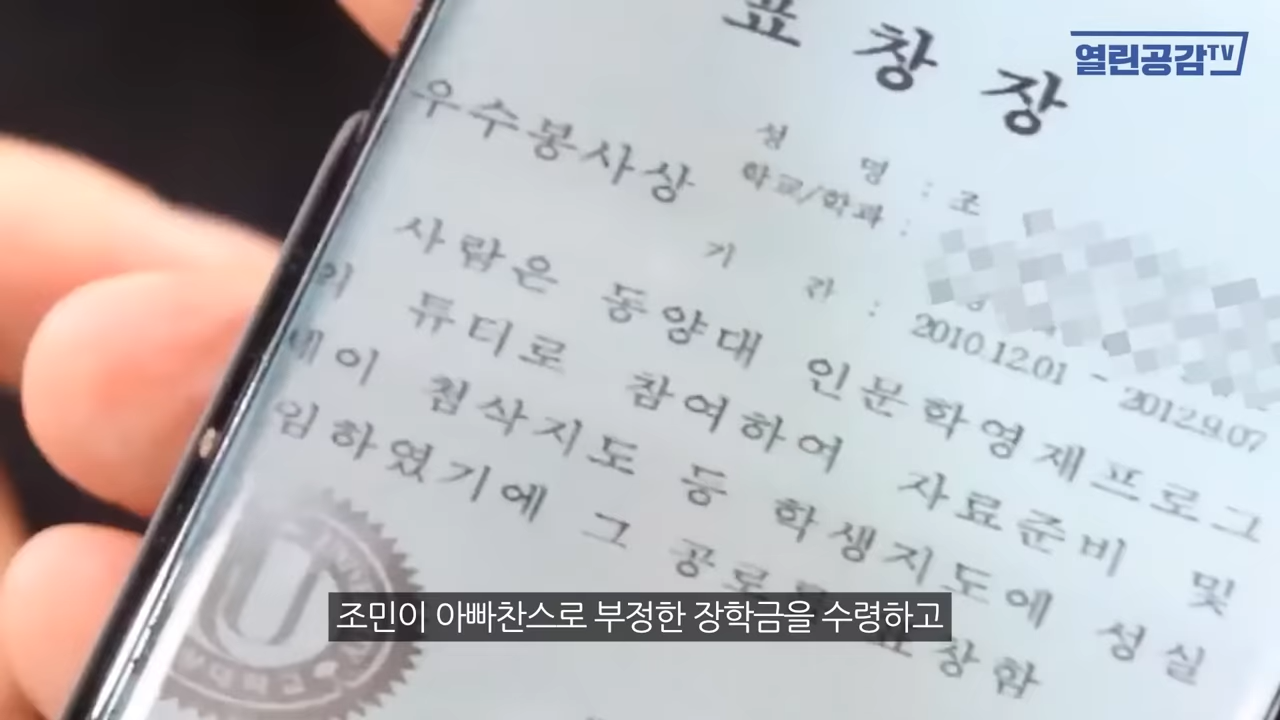 열린공감TV
표창장
우수봉사상
성 명 : 조
학교/학과 :
기 간 : 2010.12.01 - 2012.9.07
사람은 동양대 인문학영재프로그
의 튜터로 참여하여 자료준비 및
세이 첨삭지도 등 학생지도에 성실
임하였기에 그 공로
표상함
조민이 아빠찬스로 부정한 장학금을 수령하고